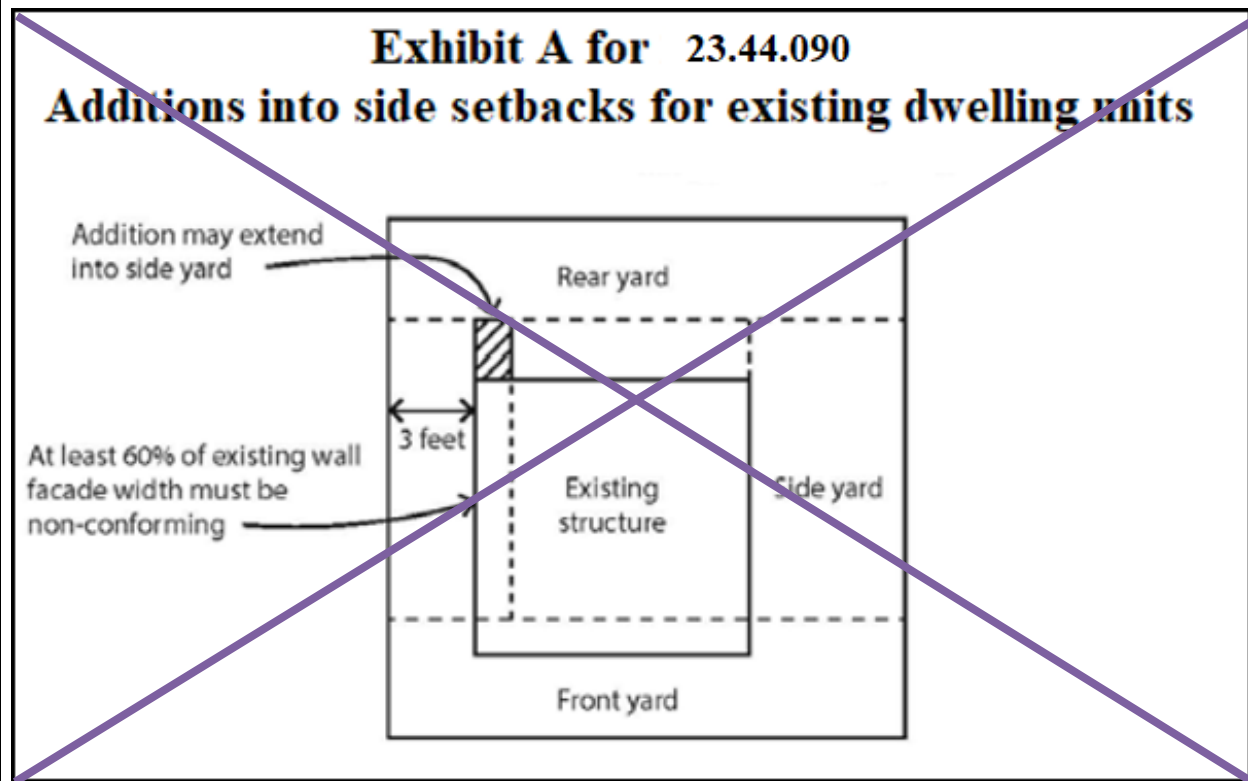 Exhibit A for 23.44.090
Additions into side setbacks for existing dwelling units
Addition may extend
into side yard
Rear yard
3 feet
At least 60% of existing wall
facade width must be
non-conforming
Existing
structure
Side yard
Front yard